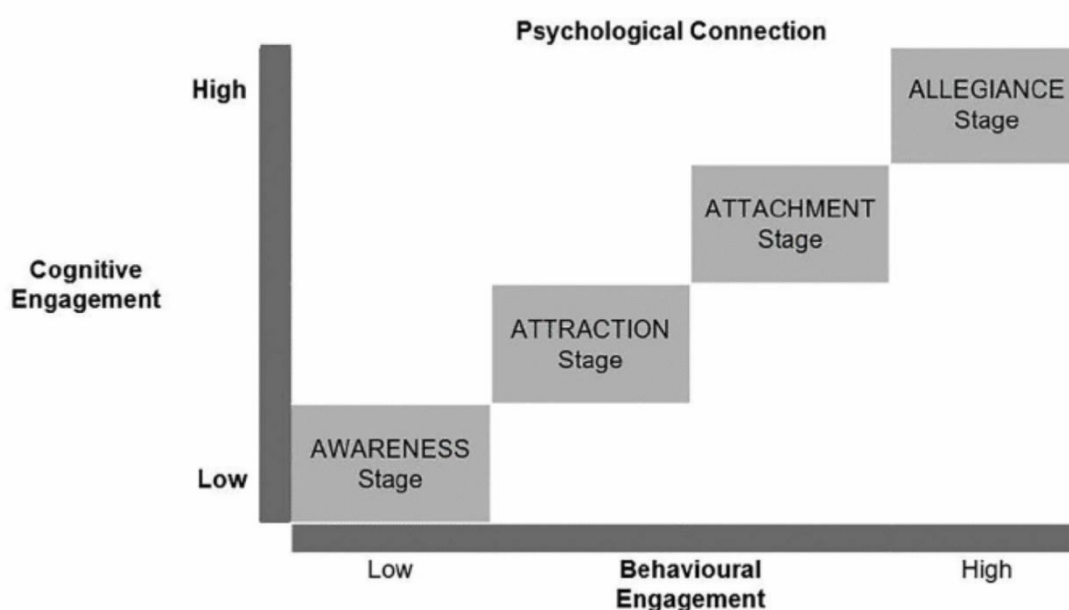 Psychological Connection
High
ALLEGIANCE
Stage
ATTACHMENT
Stage
Cognitive
Engagement
ATTRACTION
Stage
AWARENESS
Stage
Low
Low
Behavioural
Engagement
High